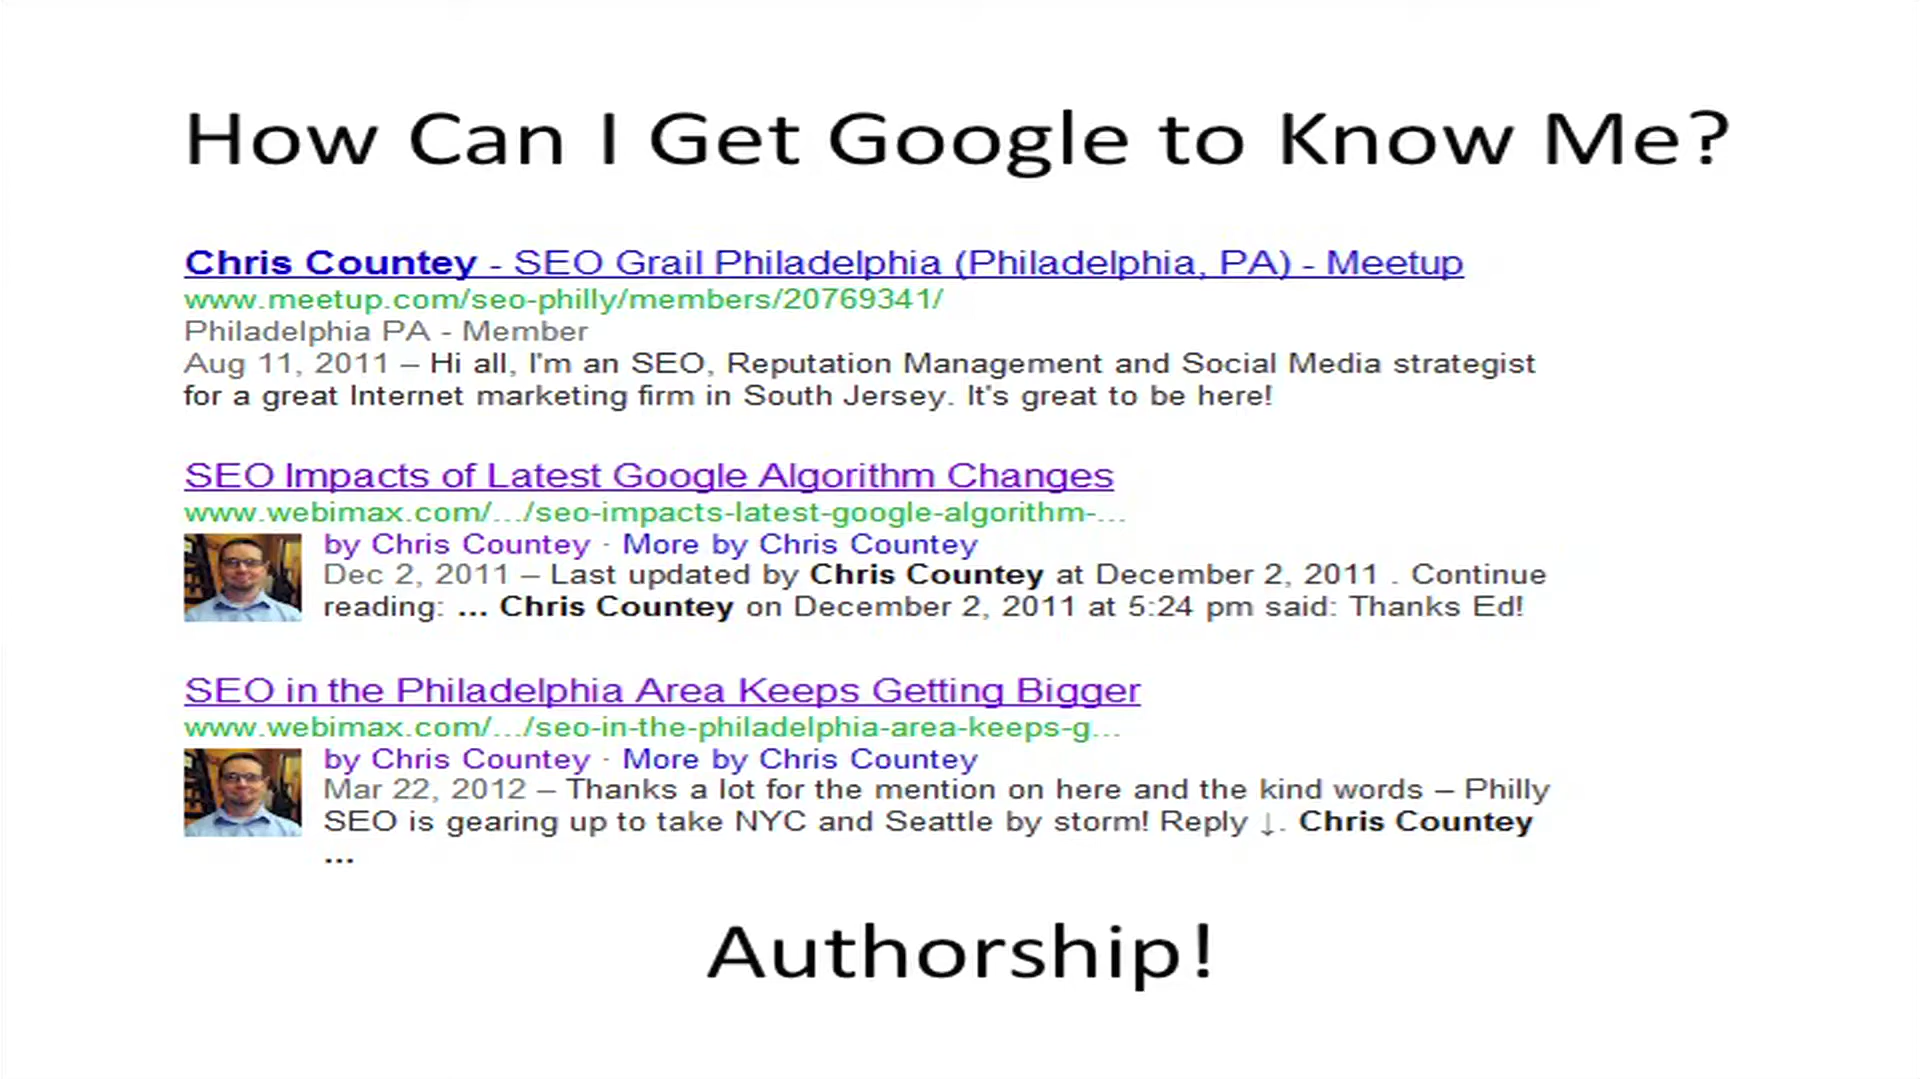 How Can I Get Google to Know Me?
Chris Countey - SEO Grail Philadelphia (Philadelphia, PA) - Meetup
www.meetup.com/seo-philly/members/20769341/
Philadelphia PA - Member
Aug 11, 2011 – Hi all, I'm an SEO, Reputation Management and Social Media strategist
for a great Internet marketing firm in South Jersey. It's great to be here!
SEO Impacts of Latest Google Algorithm Changes
www.webimax.com/.../seo-impacts-latest-google-algorithm-...
by Chris Countey · More by Chris Countey
Dec 2, 2011 – Last updated by Chris Countey at December 2, 2011 . Continue
reading: ... Chris Countey on December 2, 2011 at 5:24 pm said: Thanks Ed!
SEO in the Philadelphia Area Keeps Getting Bigger
www.webimax.com/.../seo-in-the-philadelphia-area-keeps-g...
by Chris Countey · More by Chris Countey
Mar 22, 2012 – Thanks a lot for the mention on here and the kind words – Philly
SEO is gearing up to take NYC and Seattle by storm! Reply ↓. Chris Countey
...
Authorship!